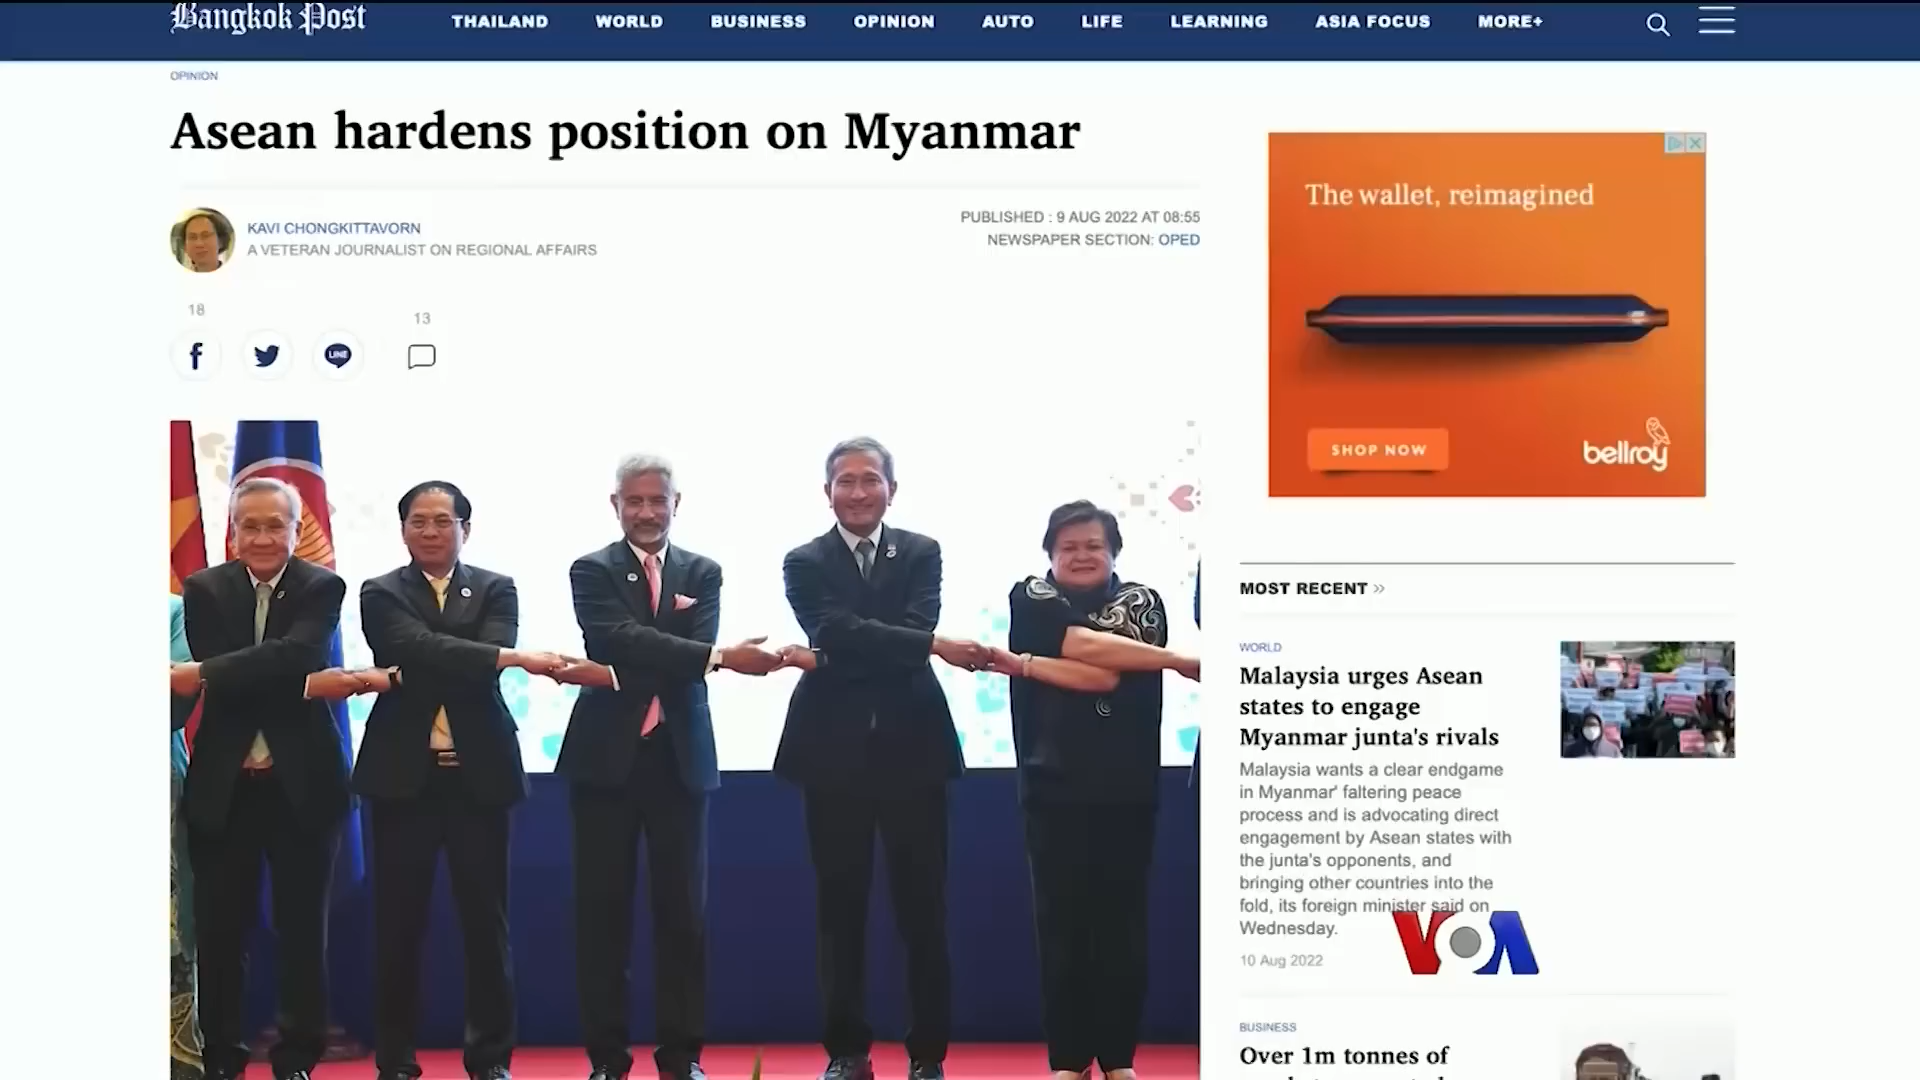 Bangkok Post
THAILAND WORLD BUSINESS OPINION AUTO LIFE LEARNING ASIA FOCUS MORE+
OPINION
Asean hardens position on Myanmar
KAVI CHONGKITTAVORN
A VETERAN JOURNALIST ON REGIONAL AFFAIRS
PUBLISHED : 9 AUG 2022 AT 08:55
NEWSPAPER SECTION: OPED
18
13
LINE
The wallet, reimagined
SHOP NOW
bellroy
MOST RECENT »
WORLD
Malaysia urges Asean
states to engage
Myanmar junta's rivals
Malaysia wants a clear endgame
in Myanmar' faltering peace
process and is advocating direct
engagement by Asean states with
the junta's opponents, and
bringing other countries into the
fold, its foreign minister said on
Wednesday.
10 Aug 2022
VOA
BUSINESS
Over 1m tonnes of